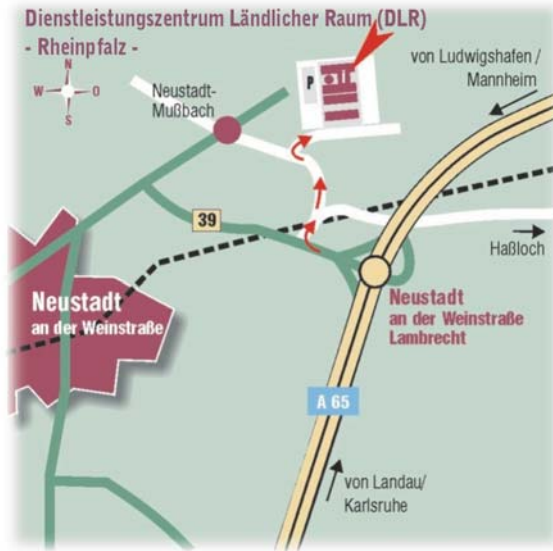 Dienstleistungszentrum Ländlicher Raum (DLR)
- Rheinpfalz -
N
W
O
S
Neustadt-
Mußbach
P
von Ludwigshafen /
Mannheim
39
Haßloch
Neustadt
an der Weinstraße
Neustadt
an der Weinstraße
Lambrecht
A 65
von Landau/
Karlsruhe